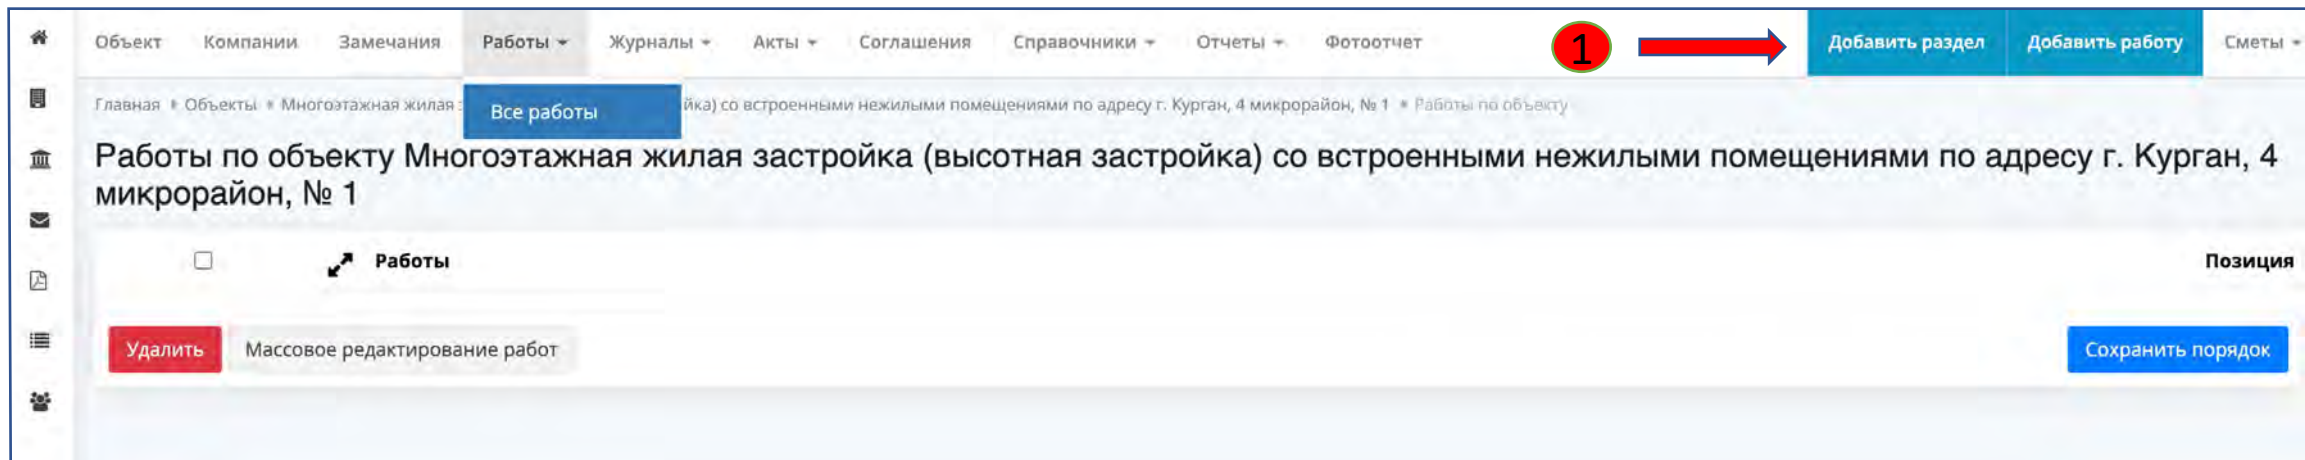 Объект Компании Замечания Работы Журналы Акты Соглашения Справочники Отчеты Фотоотчет 1 Добавить раздел Добавить работу Сметы
Главная Объекты Многоэтажная жилая йка) со встроенными нежилыми помещениями по адресу г. Курган, 4 микрорайон, № 1 Работы по объекту
Все работы
Работы по объекту Многоэтажная жилая застройка (высотная застройка) со встроенными нежилыми помещениями по адресу г. Курган, 4
микрорайон, № 1
Работы Позиция
Удалить Массовое редактирование работ Сохранить порядок